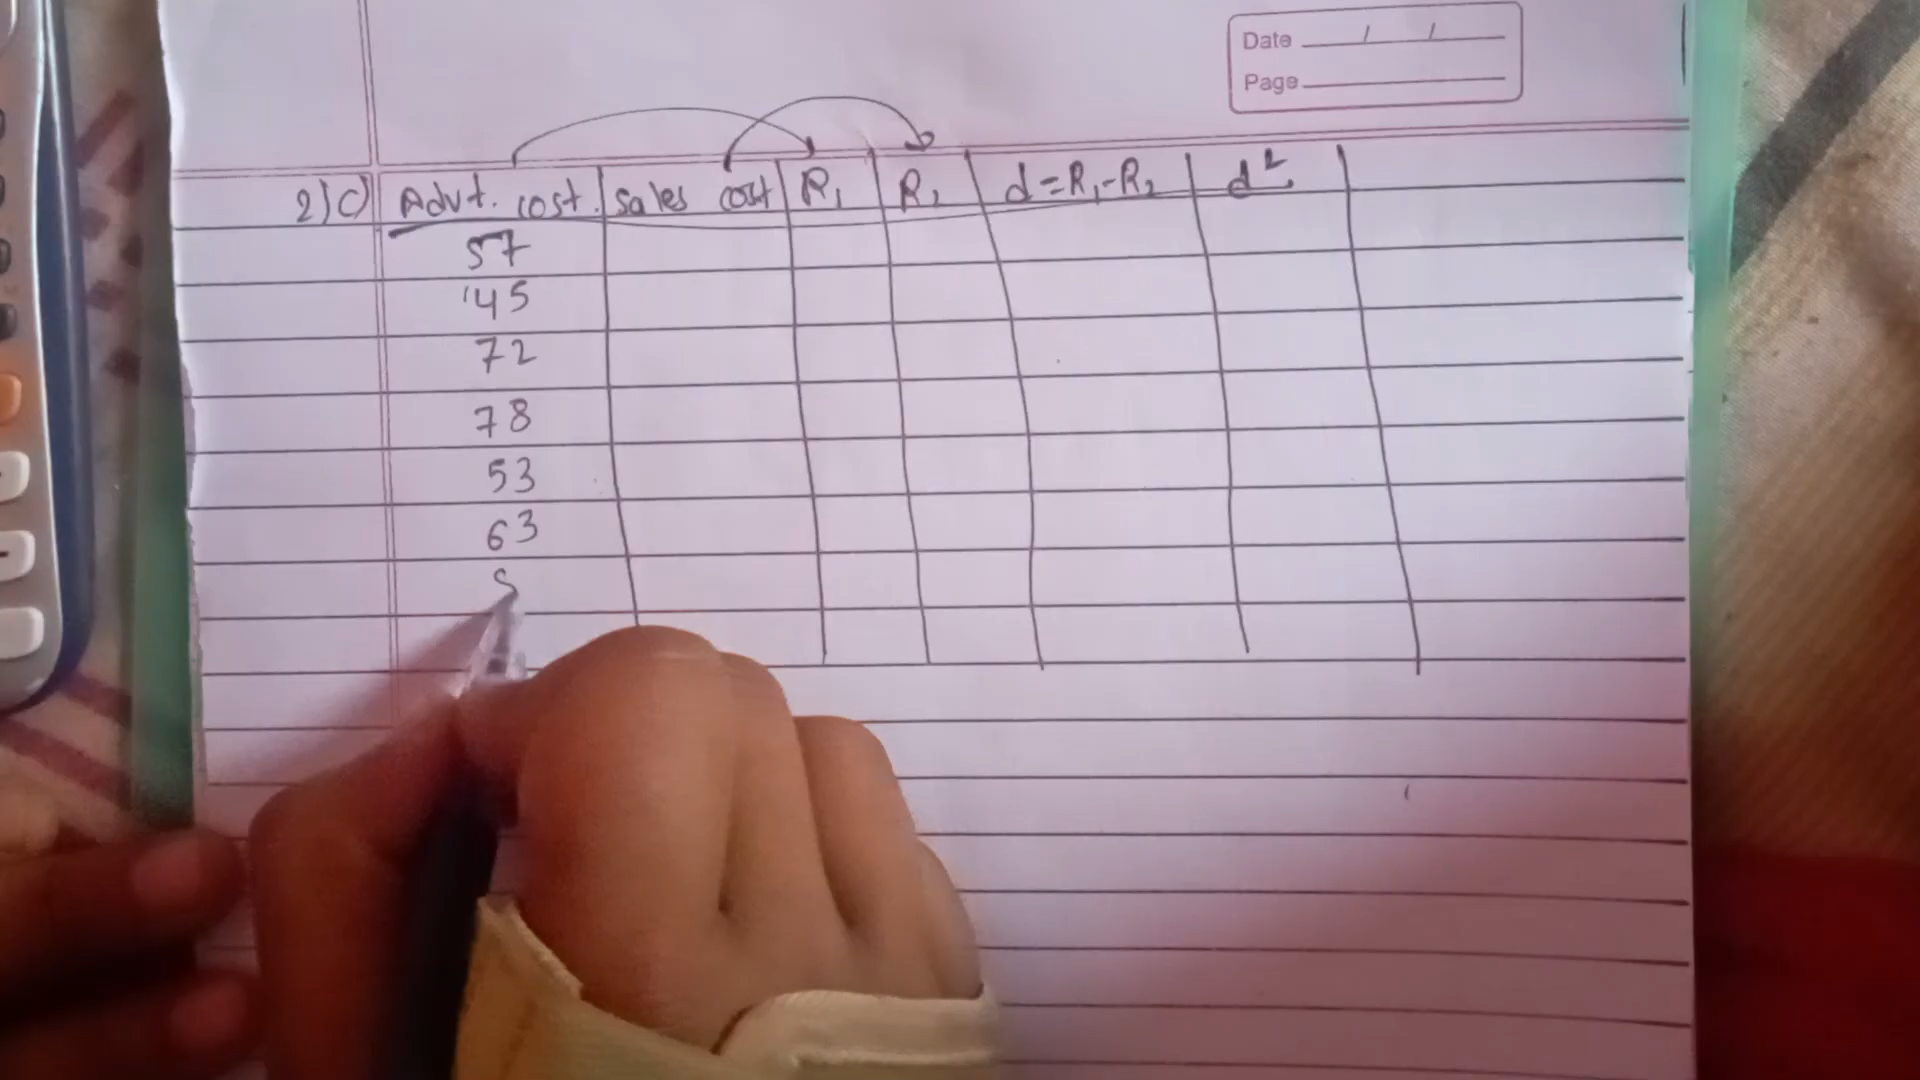 Date / /
Page
2)C) Advt. cost. Sales cost R₁ R₂ d=R₁-R₂ d²
57
45
72
78
53
63